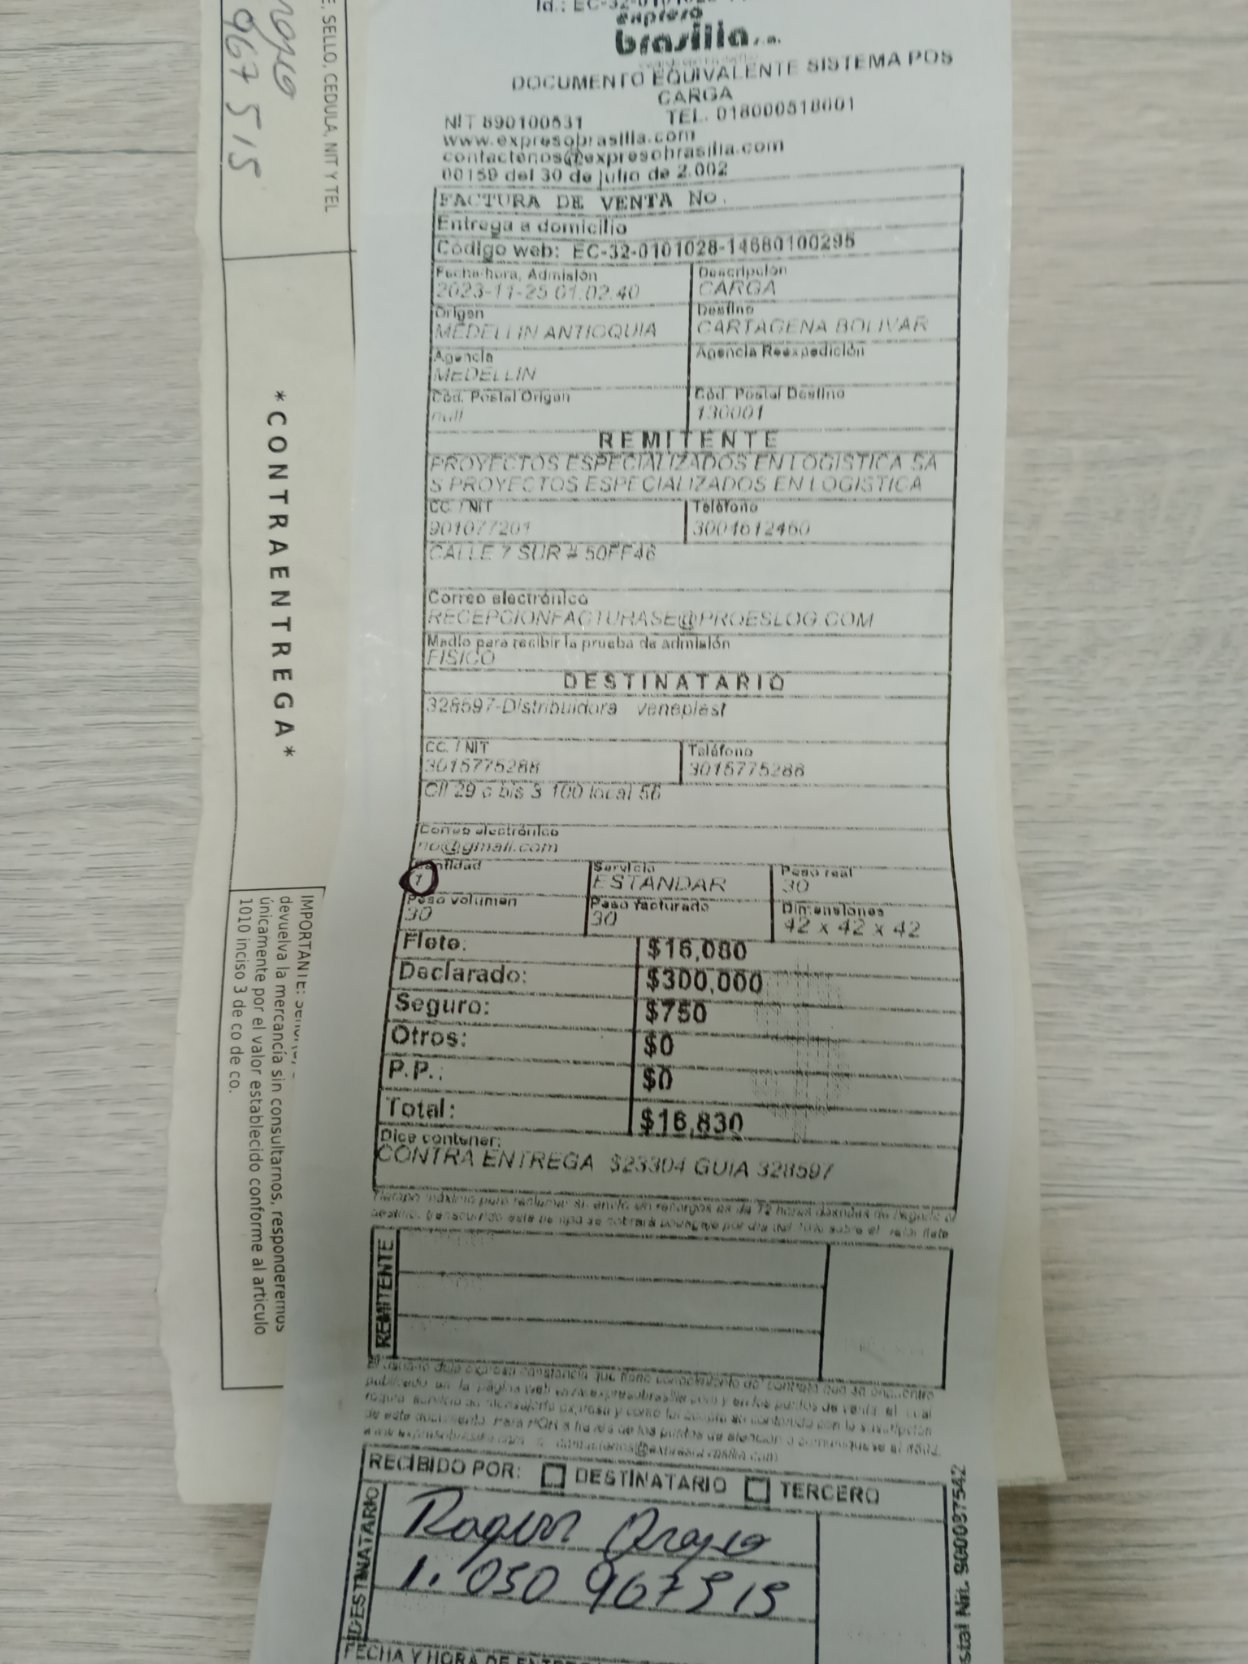 expreso
brasilia s.a.
DOCUMENTO EQUIVALENTE SISTEMA POS
CARGA
NIT 890100531 TEL. 018000518001
www.expresobrasilia.com
contactenos@expresobrasilia.com
00159 del 30 de julio de 2.002
FACTURA DE VENTA No.
Entrega a domicilio
Código web: EC-32-0101028-14680100295
Fecha-hora, Admisión Descripción
2023-11-25 01:02:40 CARGA
Origen Destino
MEDELLIN ANTIOQUIA CARTAGENA BOLIVAR
Agencia Agencia Reexpedición
MEDELLIN
Cód. Postal Origen Cód. Postal Destino
null 130001
REMITENTE
PROYECTOS ESPECIALIZADOS EN LOGISTICA SA
S PROYECTOS ESPECIALIZADOS EN LOGISTICA
CC. / NIT Teléfono
901077201 3004612460
CALLE 7 SUR # 50FF46
Correo electrónico
RECEPCIONFACTURASE@PROESLOG.COM
Medio para recibir la prueba de admisión
FISICO
DESTINATARIO
328597-Distribuidora veneplast
CC. / NIT Teléfono
3015775288 3015775288
Cll 29 c bis 3 100 local 56
Correo electrónico
no@gmail.com
Cantidad Servicio Peso real
1 ESTANDAR 30
Peso volumen Peso facturado Dimensiones
30 30 42 x 42 x 42
Flete: $16,080
Declarado: $300,000
Seguro: $750
Otros: $0
P.P.: $0
Total: $16,830
Dice contener:
CONTRA ENTREGA $23304 GUIA 328597
REMITENTE
RECIBIDO POR: DESTINATARIO TERCERO
DESTINATARIO
1.050 967515
E, SELLO, CEDULA, NIT Y TEL
967 515
*CONTRAENTREGA*
IMPORTANTE:
devuelva la mercancía sin consultarnos, responderemos
únicamente por el valor establecido conforme al articulo
1010 inciso 3 de co de co.